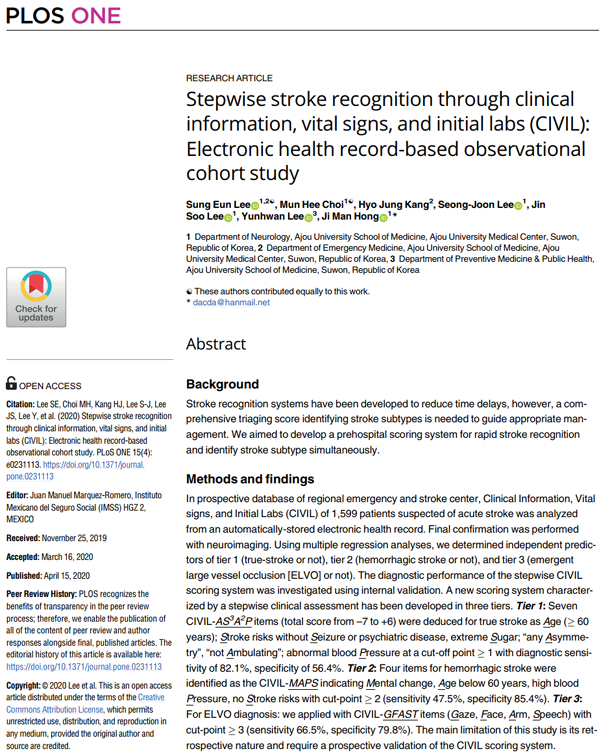 PLOS ONE
RESEARCH ARTICLE
Stepwise stroke recognition through clinical
information, vital signs, and initial labs (CIVIL):
Electronic health record-based observational
cohort study
Sung Eun Lee 1,2☯, Mun Hee Choi 1☯, Hyo Jung Kang2, Seong-Joon Lee 1, Jin
Soo Lee 1, Yunhwan Lee 3, Ji Man Hong 1*
1 Department of Neurology, Ajou University School of Medicine, Ajou University Medical Center, Suwon,
Republic of Korea, 2 Department of Emergency Medicine, Ajou University School of Medicine, Ajou
University Medical Center, Suwon, Republic of Korea, 3 Department of Preventive Medicine & Public Health,
Ajou University School of Medicine, Suwon, Republic of Korea
☯ These authors contributed equally to this work.
* dacda@hanmail.net
Abstract
Background
Stroke recognition systems have been developed to reduce time delays, however, a com-
prehensive triaging score identifying stroke subtypes is needed to guide appropriate man-
agement. We aimed to develop a prehospital scoring system for rapid stroke recognition
and identify stroke subtype simultaneously.
Methods and findings
In prospective database of regional emergency and stroke center, Clinical Information, Vital
signs, and Initial Labs (CIVIL) of 1,599 patients suspected of acute stroke was analyzed
from an automatically-stored electronic health record. Final confirmation was performed
with neuroimaging. Using multiple regression analyses, we determined independent predic-
tors of tier 1 (true-stroke or not), tier 2 (hemorrhagic stroke or not), and tier 3 (emergent
large vessel occlusion [ELVO] or not). The diagnostic performance of the stepwise CIVIL
scoring system was investigated using internal validation. A new scoring system character-
ized by a stepwise clinical assessment has been developed in three tiers. Tier 1: Seven
CIVIL-AS³A²P items (total score from –7 to +6) were deduced for true stroke as Age (≥ 60
years); Stroke risks without Seizure or psychiatric disease, extreme Sugar; “any Asymme-
try”, “not Ambulating”; abnormal blood Pressure at a cut-off point ≥ 1 with diagnostic sensi-
tivity of 82.1%, specificity of 56.4%. Tier 2: Four items for hemorrhagic stroke were
identified as the CIVIL-MAPS indicating Mental change, Age below 60 years, high blood
Pressure, no Stroke risks with cut-point ≥ 2 (sensitivity 47.5%, specificity 85.4%). Tier 3:
For ELVO diagnosis: we applied with CIVIL-GFAST items (Gaze, Face, Arm, Speech) with
cut-point ≥ 3 (sensitivity 66.5%, specificity 79.8%). The main limitation of this study is its ret-
rospective nature and require a prospective validation of the CIVIL scoring system.
Check for
updates
OPEN ACCESS
Citation: Lee SE, Choi MH, Kang HJ, Lee S-J, Lee
JS, Lee Y, et al. (2020) Stepwise stroke recognition
through clinical information, vital signs, and initial
labs (CIVIL): Electronic health record-based
observational cohort study. PLoS ONE 15(4):
e0231113. https://doi.org/10.1371/journal.
pone.0231113
Editor: Juan Manuel Marquez-Romero, Instituto
Mexicano del Seguro Social (IMSS) HGZ 2,
MEXICO
Received: November 25, 2019
Accepted: March 16, 2020
Published: April 15, 2020
Peer Review History: PLOS recognizes the
benefits of transparency in the peer review
process; therefore, we enable the publication of
all of the content of peer review and author
responses alongside final, published articles. The
editorial history of this article is available here:
https://doi.org/10.1371/journal.pone.0231113
Copyright: © 2020 Lee et al. This is an open access
article distributed under the terms of the Creative
Commons Attribution License, which permits
unrestricted use, distribution, and reproduction in
any medium, provided the original author and
source are credited.